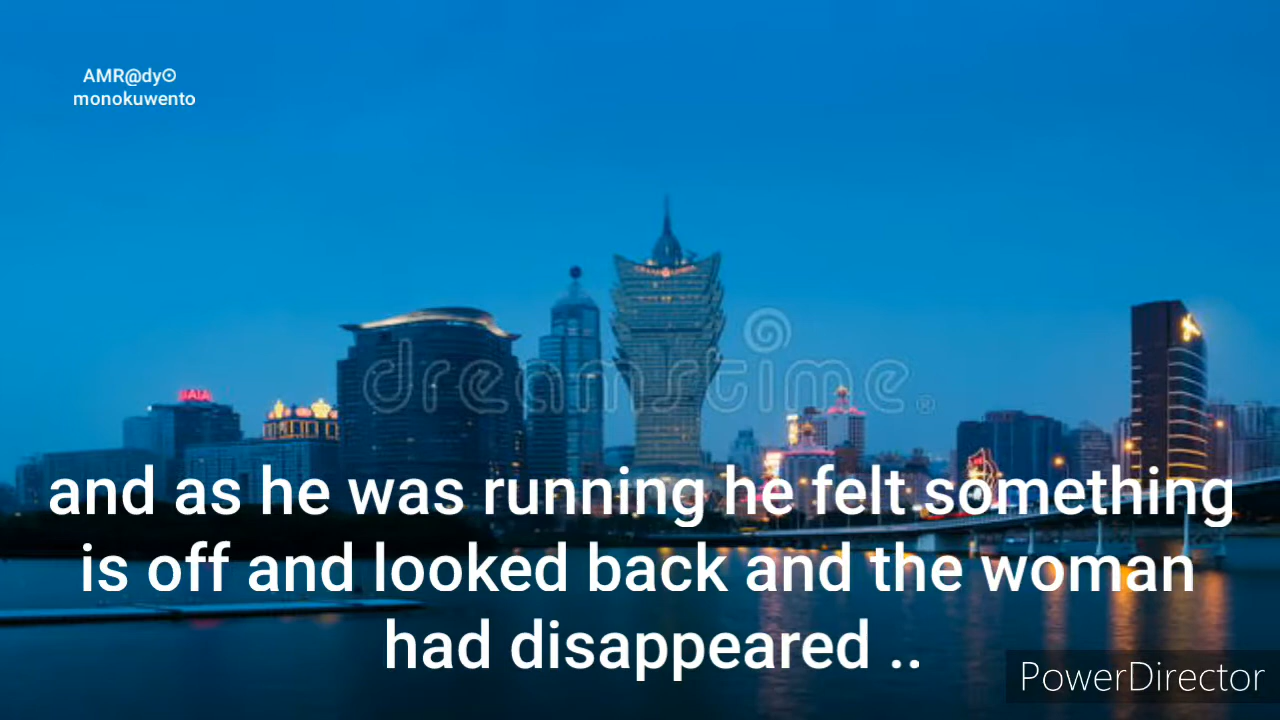 AMR@dy⊙
monokuwento
dreamstime®
and as he was running he felt something
is off and looked back and the woman
had disappeared ..
PowerDirector